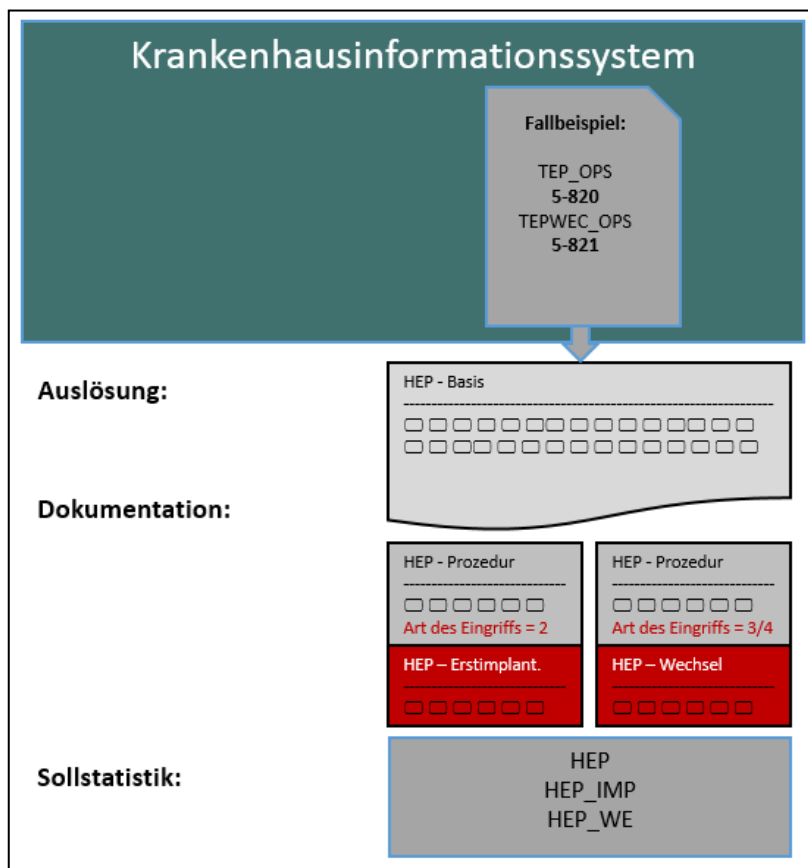 Krankenhausinformationssystem
Fallbeispiel:
TEP_OPS
5-820
TEPWEC_OPS
5-821
Auslösung:
HEP - Basis
Dokumentation:
HEP - Prozedur
Art des Eingriffs = 2
HEP – Erstimplant.
HEP - Prozedur
Art des Eingriffs = 3/4
HEP – Wechsel
Sollstatistik:
HEP
HEP_IMP
HEP_WE